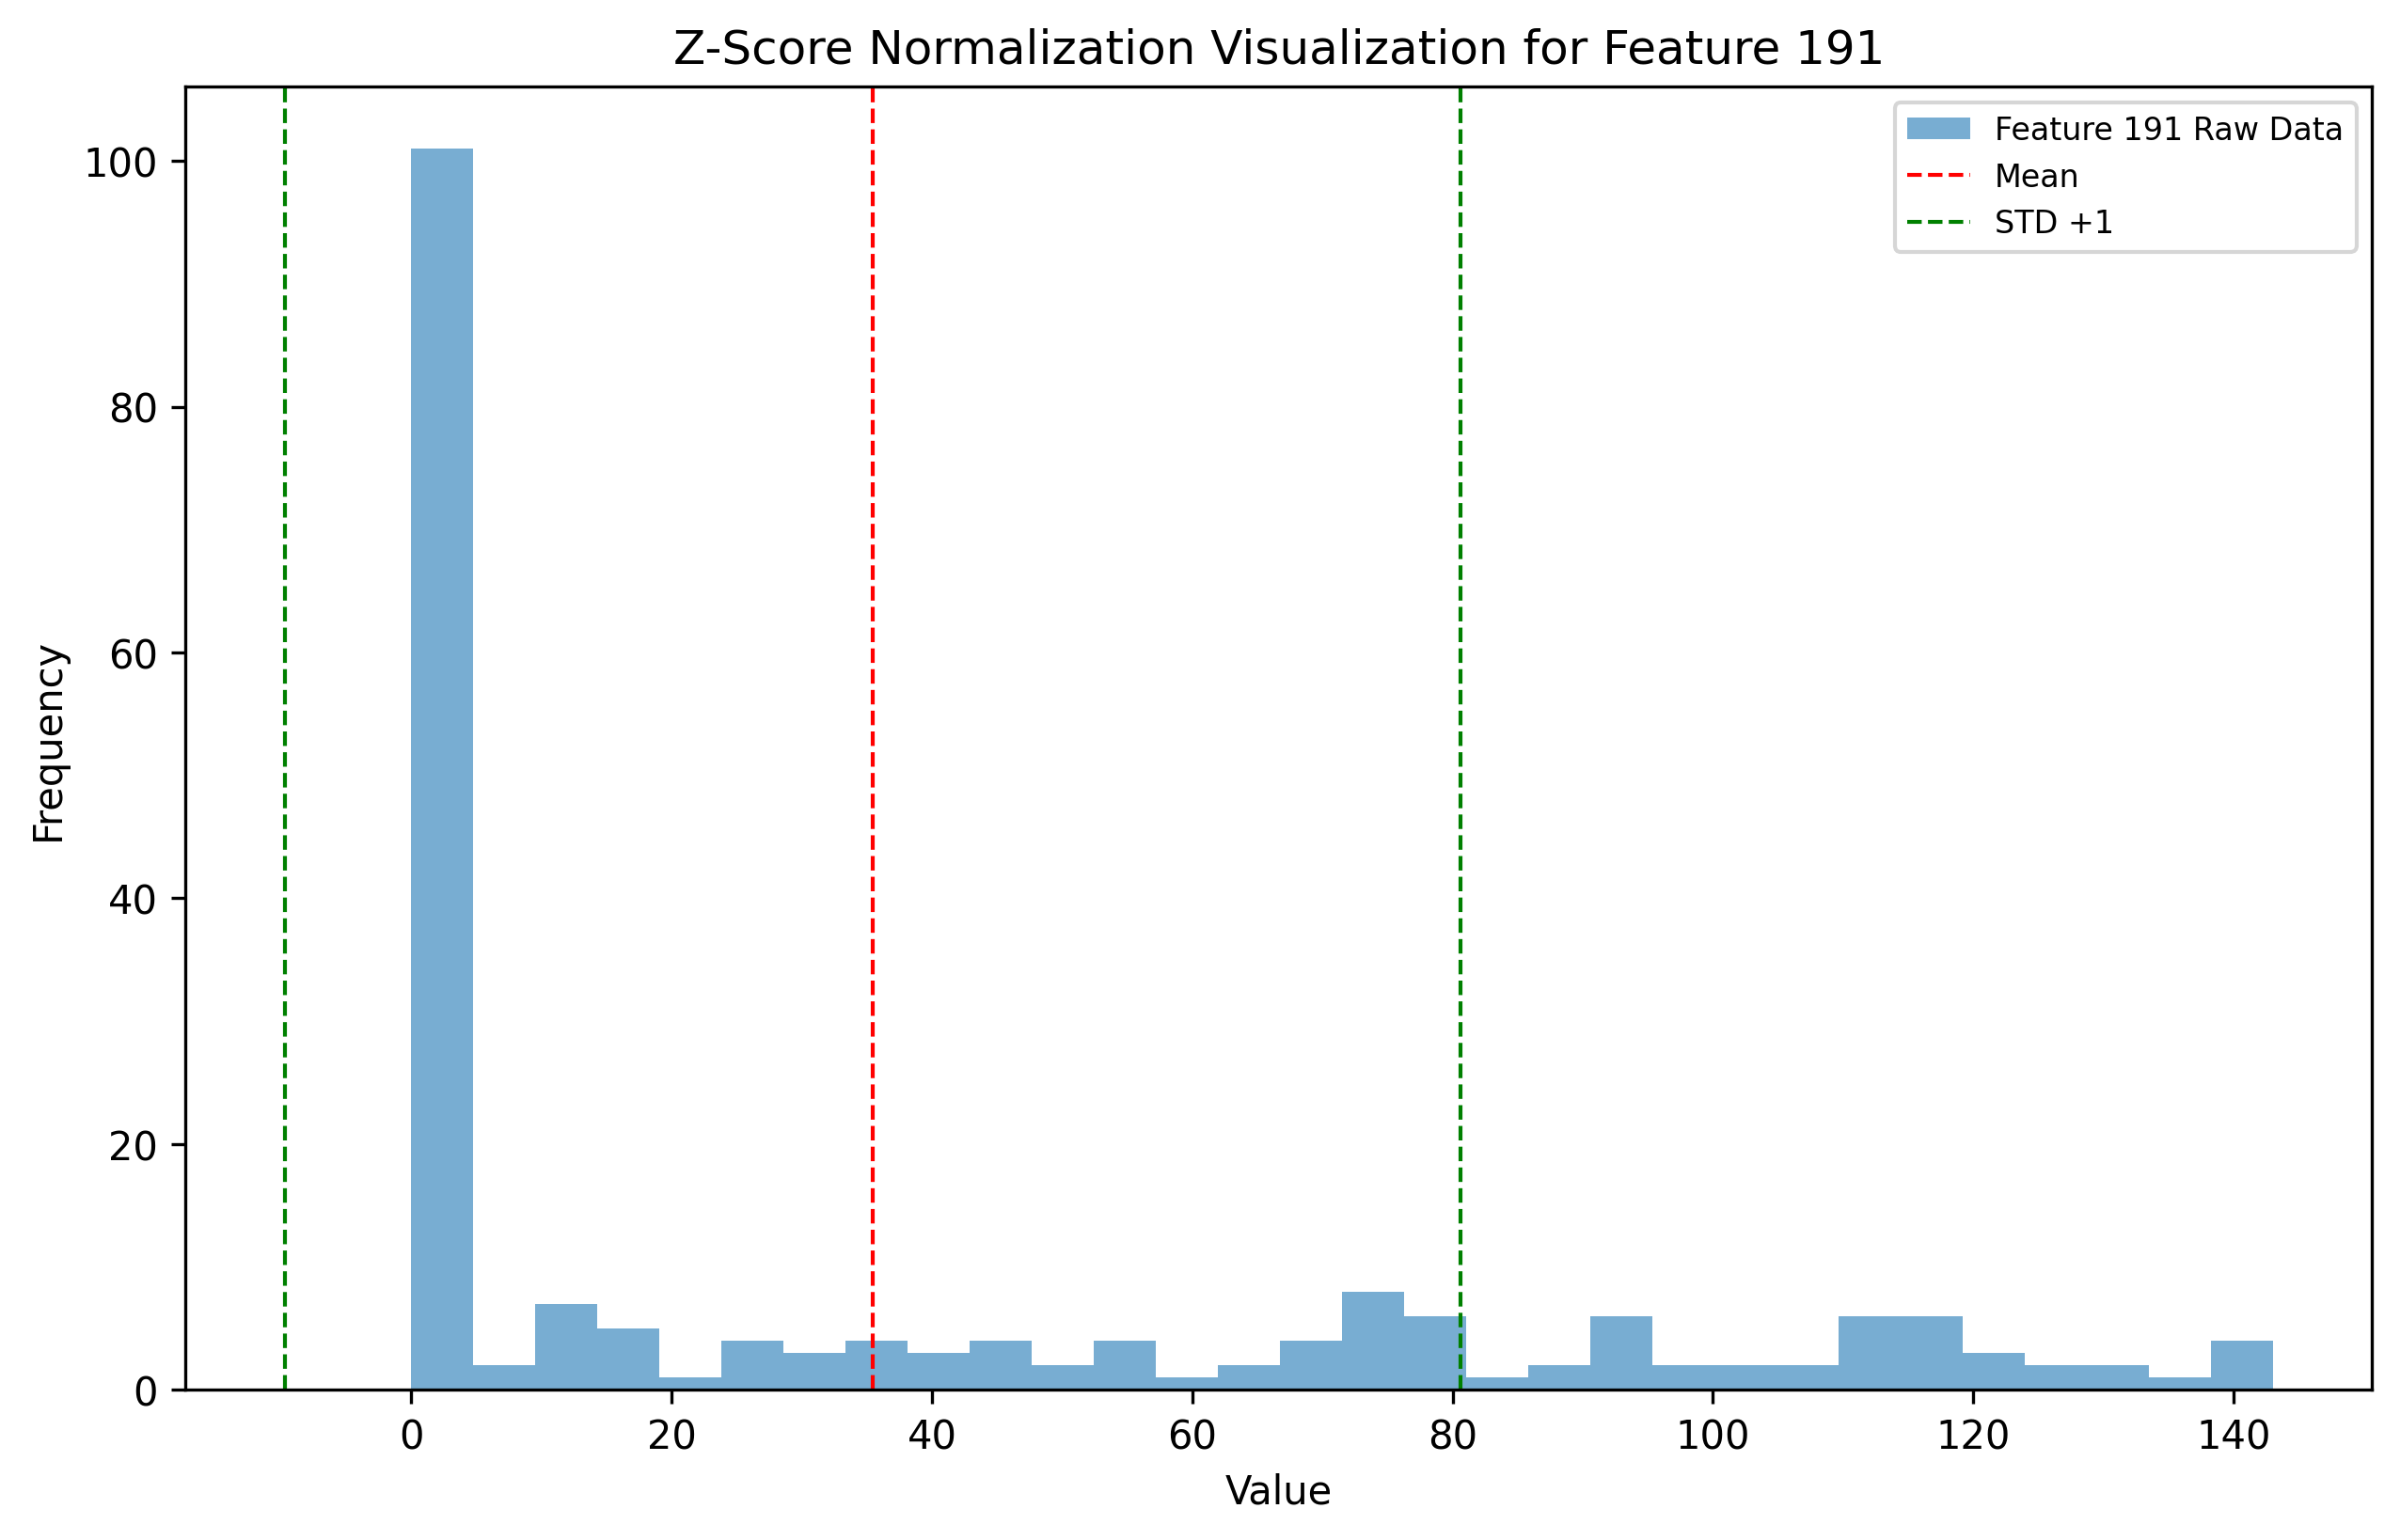 Z-Score Normalization Visualization for Feature 191
Feature 191 Raw Data
Mean
STD +1
100
80
60
40
20
0
Frequency
0 20 40 60 80 100 120 140
Value